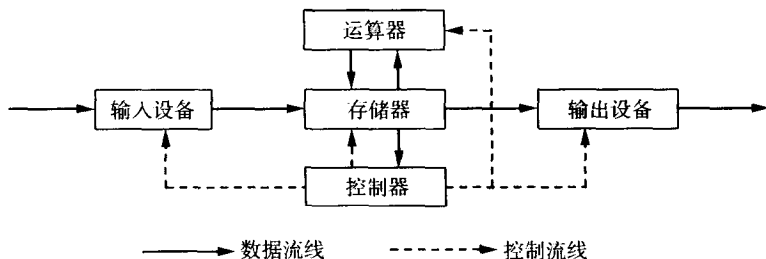 运算器
输入设备
存储器
输出设备
控制器
数据流线
控制流线